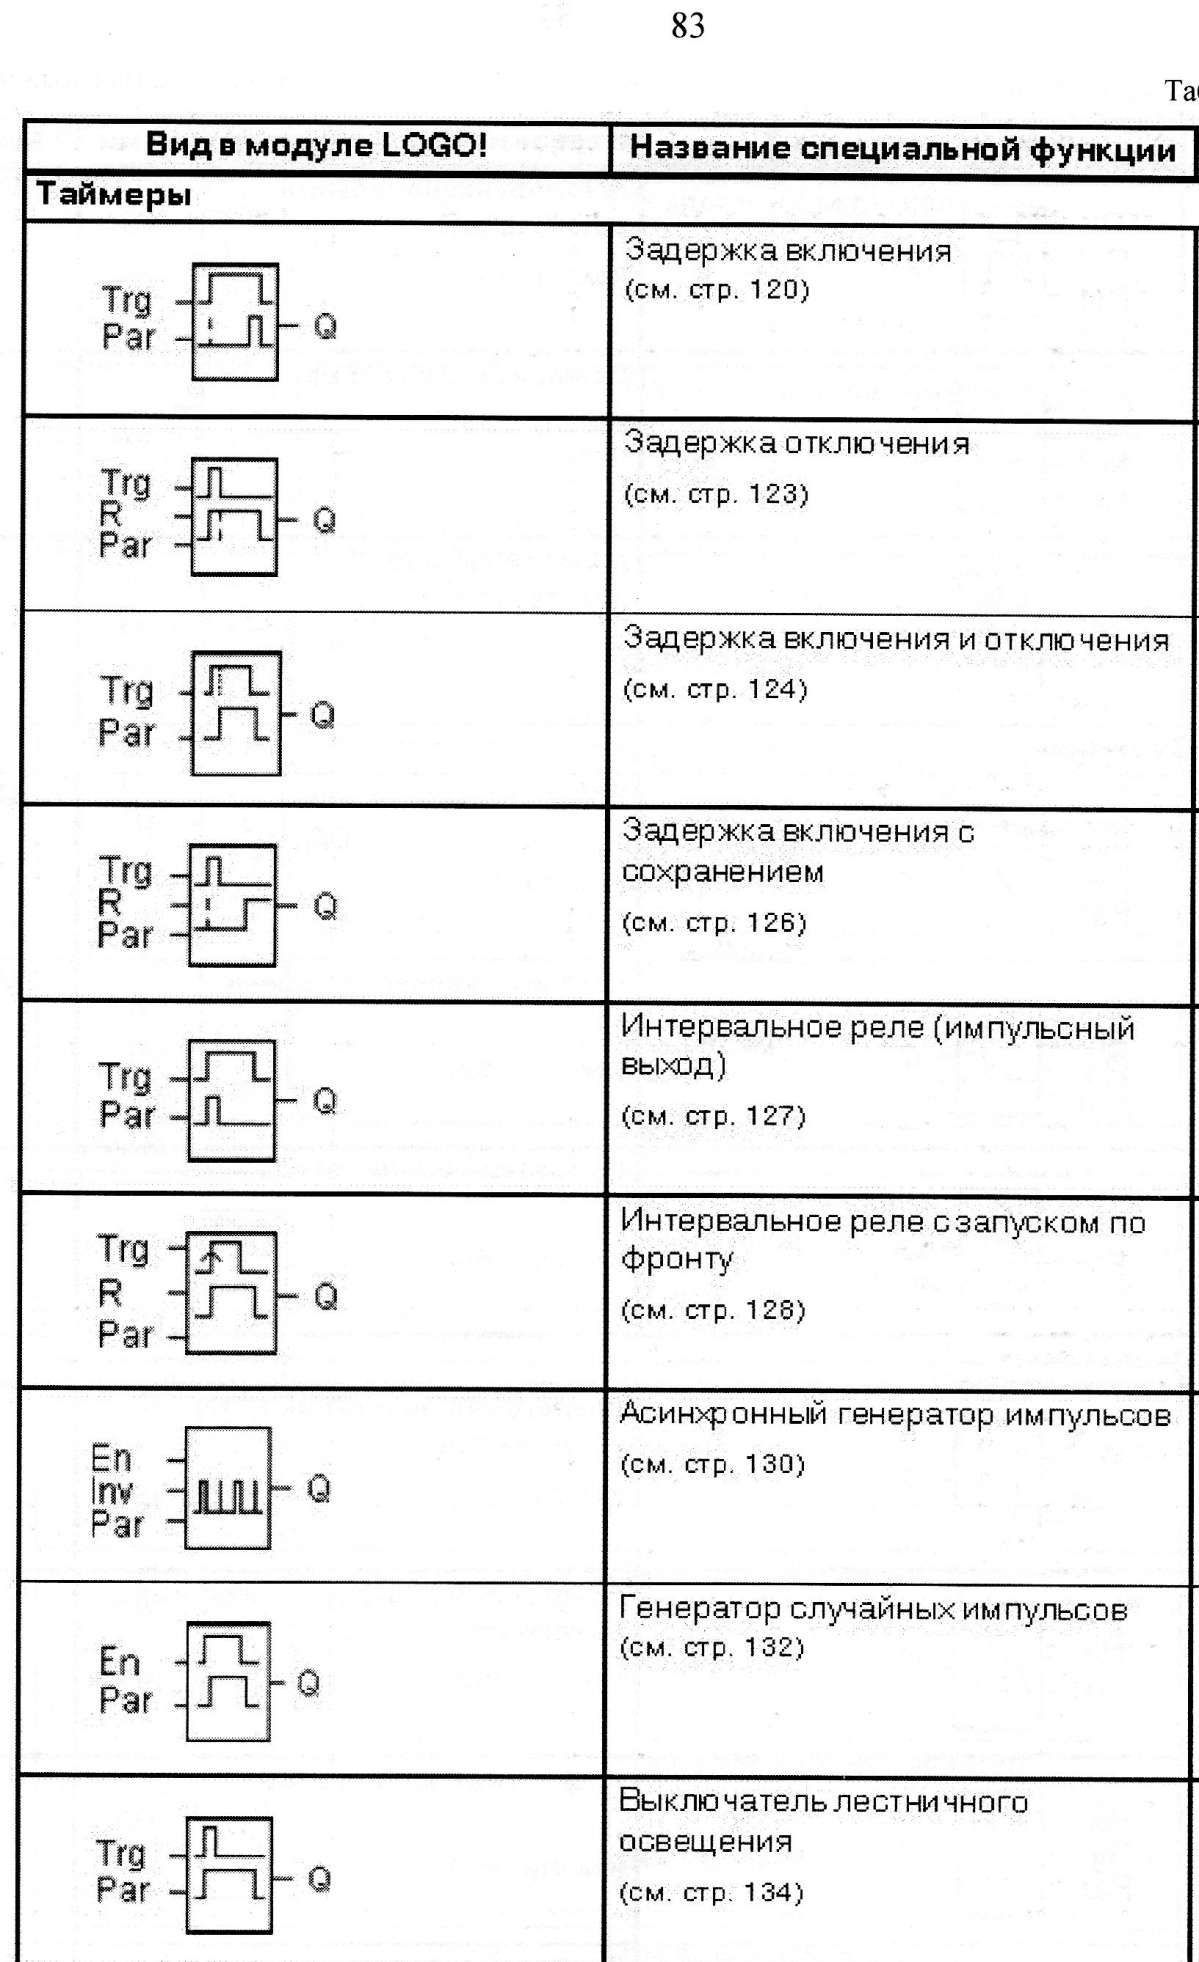 83
Таб
Вид в модуле LOGO! Название специальной функции
Таймеры
Trg
Par
Q
Задержка включения
(см. стр. 120)
Trg
R
Par
Q
Задержка отключения
(см. стр. 123)
Trg
Par
Q
Задержка включения и отключения
(см. стр. 124)
Trg
R
Par
Q
Задержка включения с
сохранением
(см. стр. 126)
Trg
Par
Q
Интервальное реле (импульсный
выход)
(см. стр. 127)
Trg
R
Par
Q
Интервальное реле с запуском по
фронту
(см. стр. 128)
En
Inv
Par
Q
Асинхронный генератор импульсов
(см. стр. 130)
En
Par
Q
Генератор случайных импульсов
(см. стр. 132)
Trg
Par
Q
Выключатель лестничного
освещения
(см. стр. 134)